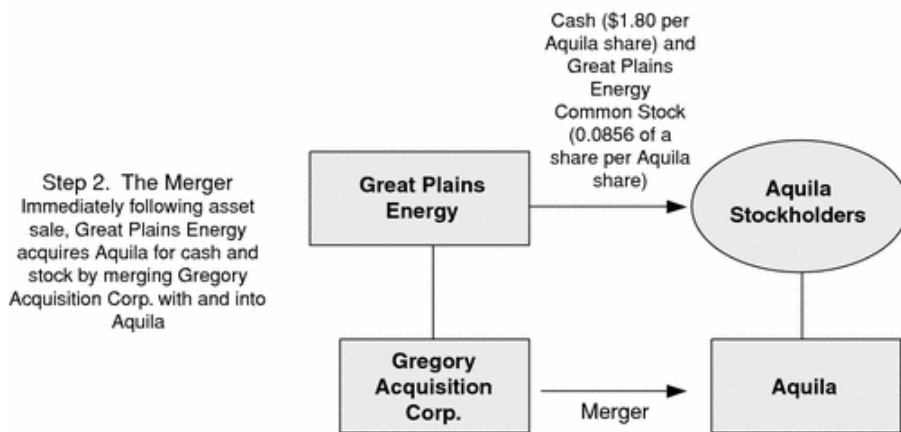 Cash ($1.80 per
Aquila share) and
Great Plains
Energy
Common Stock
(0.0856 of a
share per Aquila
share)
Step 2. The Merger
Immediately following asset
sale, Great Plains Energy
acquires Aquila for cash and
stock by merging Gregory
Acquisition Corp. with and into
Aquila
Great Plains
Energy
Aquila
Stockholders
Gregory
Acquisition
Corp.
Merger
Aquila